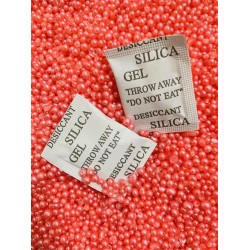 DESICCANT
SILICA
GEL
THROW AWAY
"DO NOT EAT"
DESICCANT
SILICA
DESICCANT
SILICA
GEL
THROW AWAY
"DO NOT EAT"
DESICCANT
SILICA